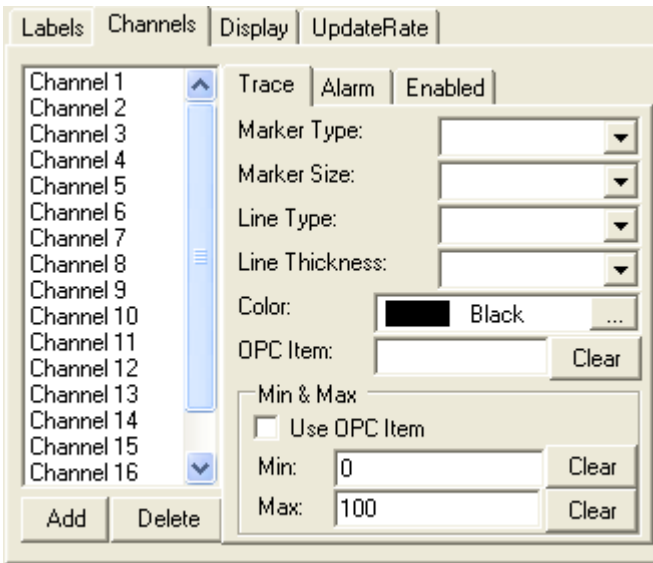 Labels Channels Display UpdateRate
Channel 1
Channel 2
Channel 3
Channel 4
Channel 5
Channel 6
Channel 7
Channel 8
Channel 9
Channel 10
Channel 11
Channel 12
Channel 13
Channel 14
Channel 15
Channel 16
Add Delete
Trace Alarm Enabled
Marker Type:
Marker Size:
Line Type:
Line Thickness:
Color: Black ...
OPC Item: Clear
Min & Max
Use OPC Item
Min: 0 Clear
Max: 100 Clear